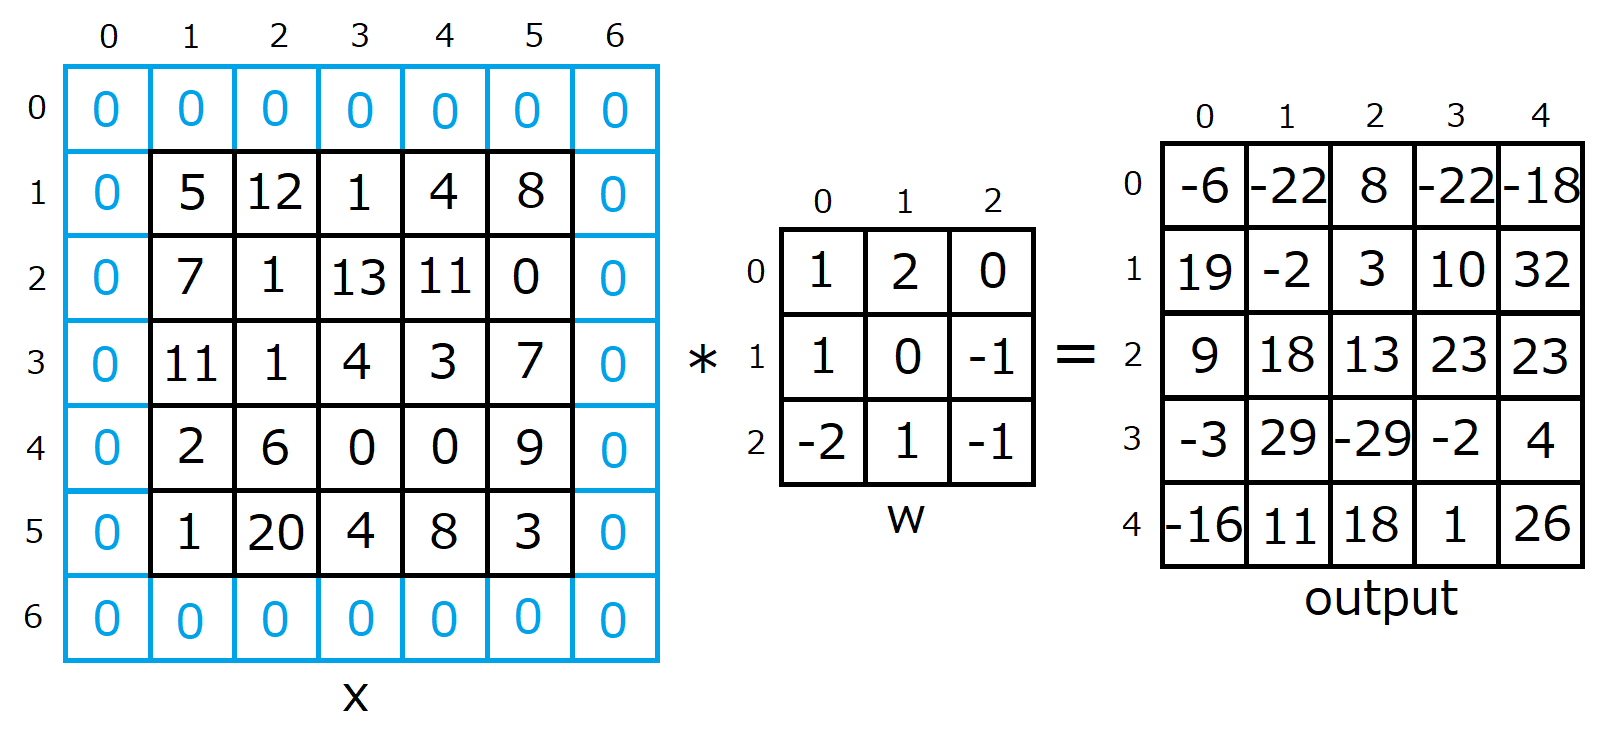 0 1 2 3 4 5 6
0 0 0 0 0 0 0 0
1 0 5 12 1 4 8 0
2 0 7 1 13 11 0 0
3 0 11 1 4 3 7 0
4 0 2 6 0 0 9 0
5 0 1 20 4 8 3 0
6 0 0 0 0 0 0 0
x
*
0 1 2
0 1 2 0
1 1 0 -1
2 -2 1 -1
w
=
0 1 2 3 4
0 -6 -22 8 -22 -18
1 19 -2 3 10 32
2 9 18 13 23 23
3 -3 29 -29 -2 4
4 -16 11 18 1 26
output